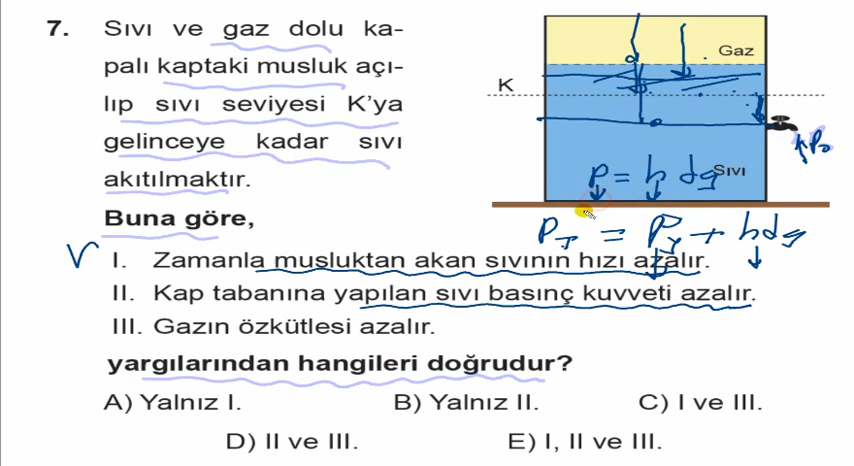 7. Sıvı ve gaz dolu ka-
palı kaptaki musluk açı-
lıp sıvı seviyesi K'ya
gelinceye kadar sıvı
akıtılmaktır.
Buna göre,
I. Zamanla musluktan akan sıvının hızı azalır.
II. Kap tabanına yapılan sıvı basınç kuvveti azalır.
III. Gazın özkütlesi azalır.
yargılarından hangileri doğrudur?
A) Yalnız I.
B) Yalnız II.
C) I ve III.
D) II ve III.
E) I, II ve III.
Gaz
K
P₀
P = h d g
Sıvı